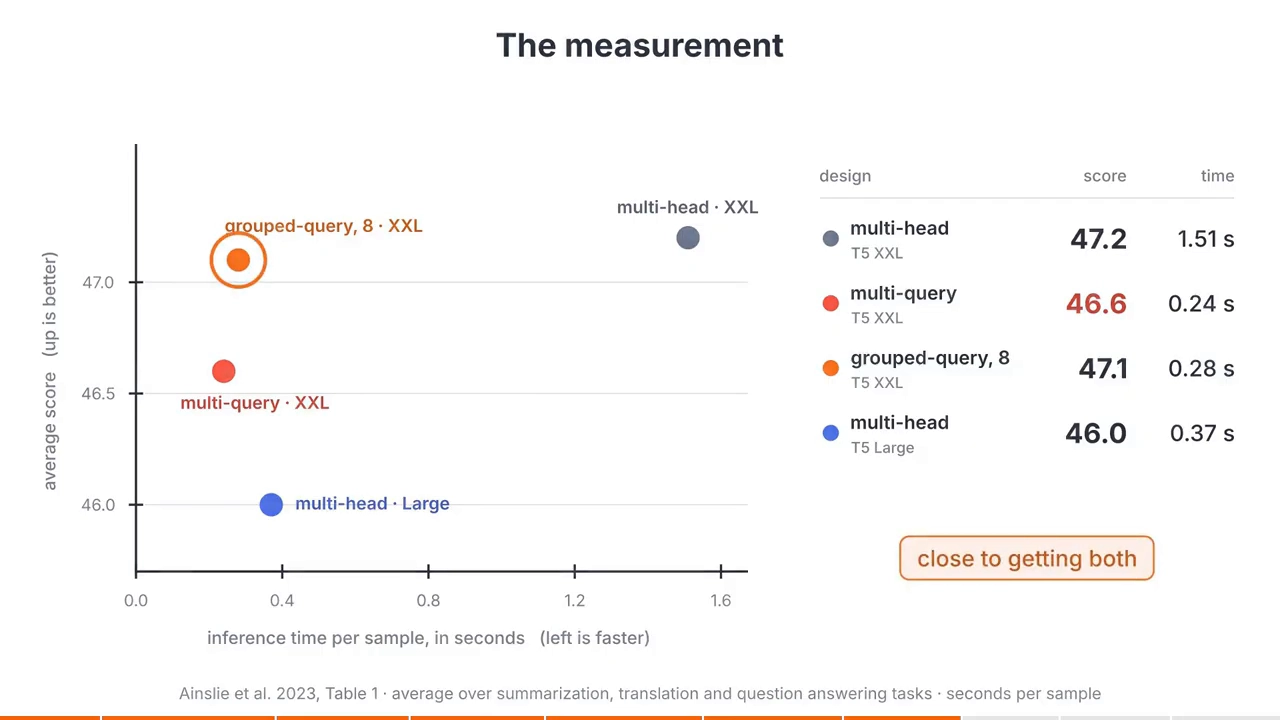 The measurement
average score (up is better)
47.0
46.5
46.0
grouped-query, 8 · XXL
multi-head · XXL
multi-query · XXL
multi-head · Large
0.0 0.4 0.8 1.2 1.6
inference time per sample, in seconds (left is faster)
design score time
multi-head 47.2 1.51 s
T5 XXL
multi-query 46.6 0.24 s
T5 XXL
grouped-query, 8 47.1 0.28 s
T5 XXL
multi-head 46.0 0.37 s
T5 Large
close to getting both
Ainslie et al. 2023, Table 1 · average over summarization, translation and question answering tasks · seconds per sample